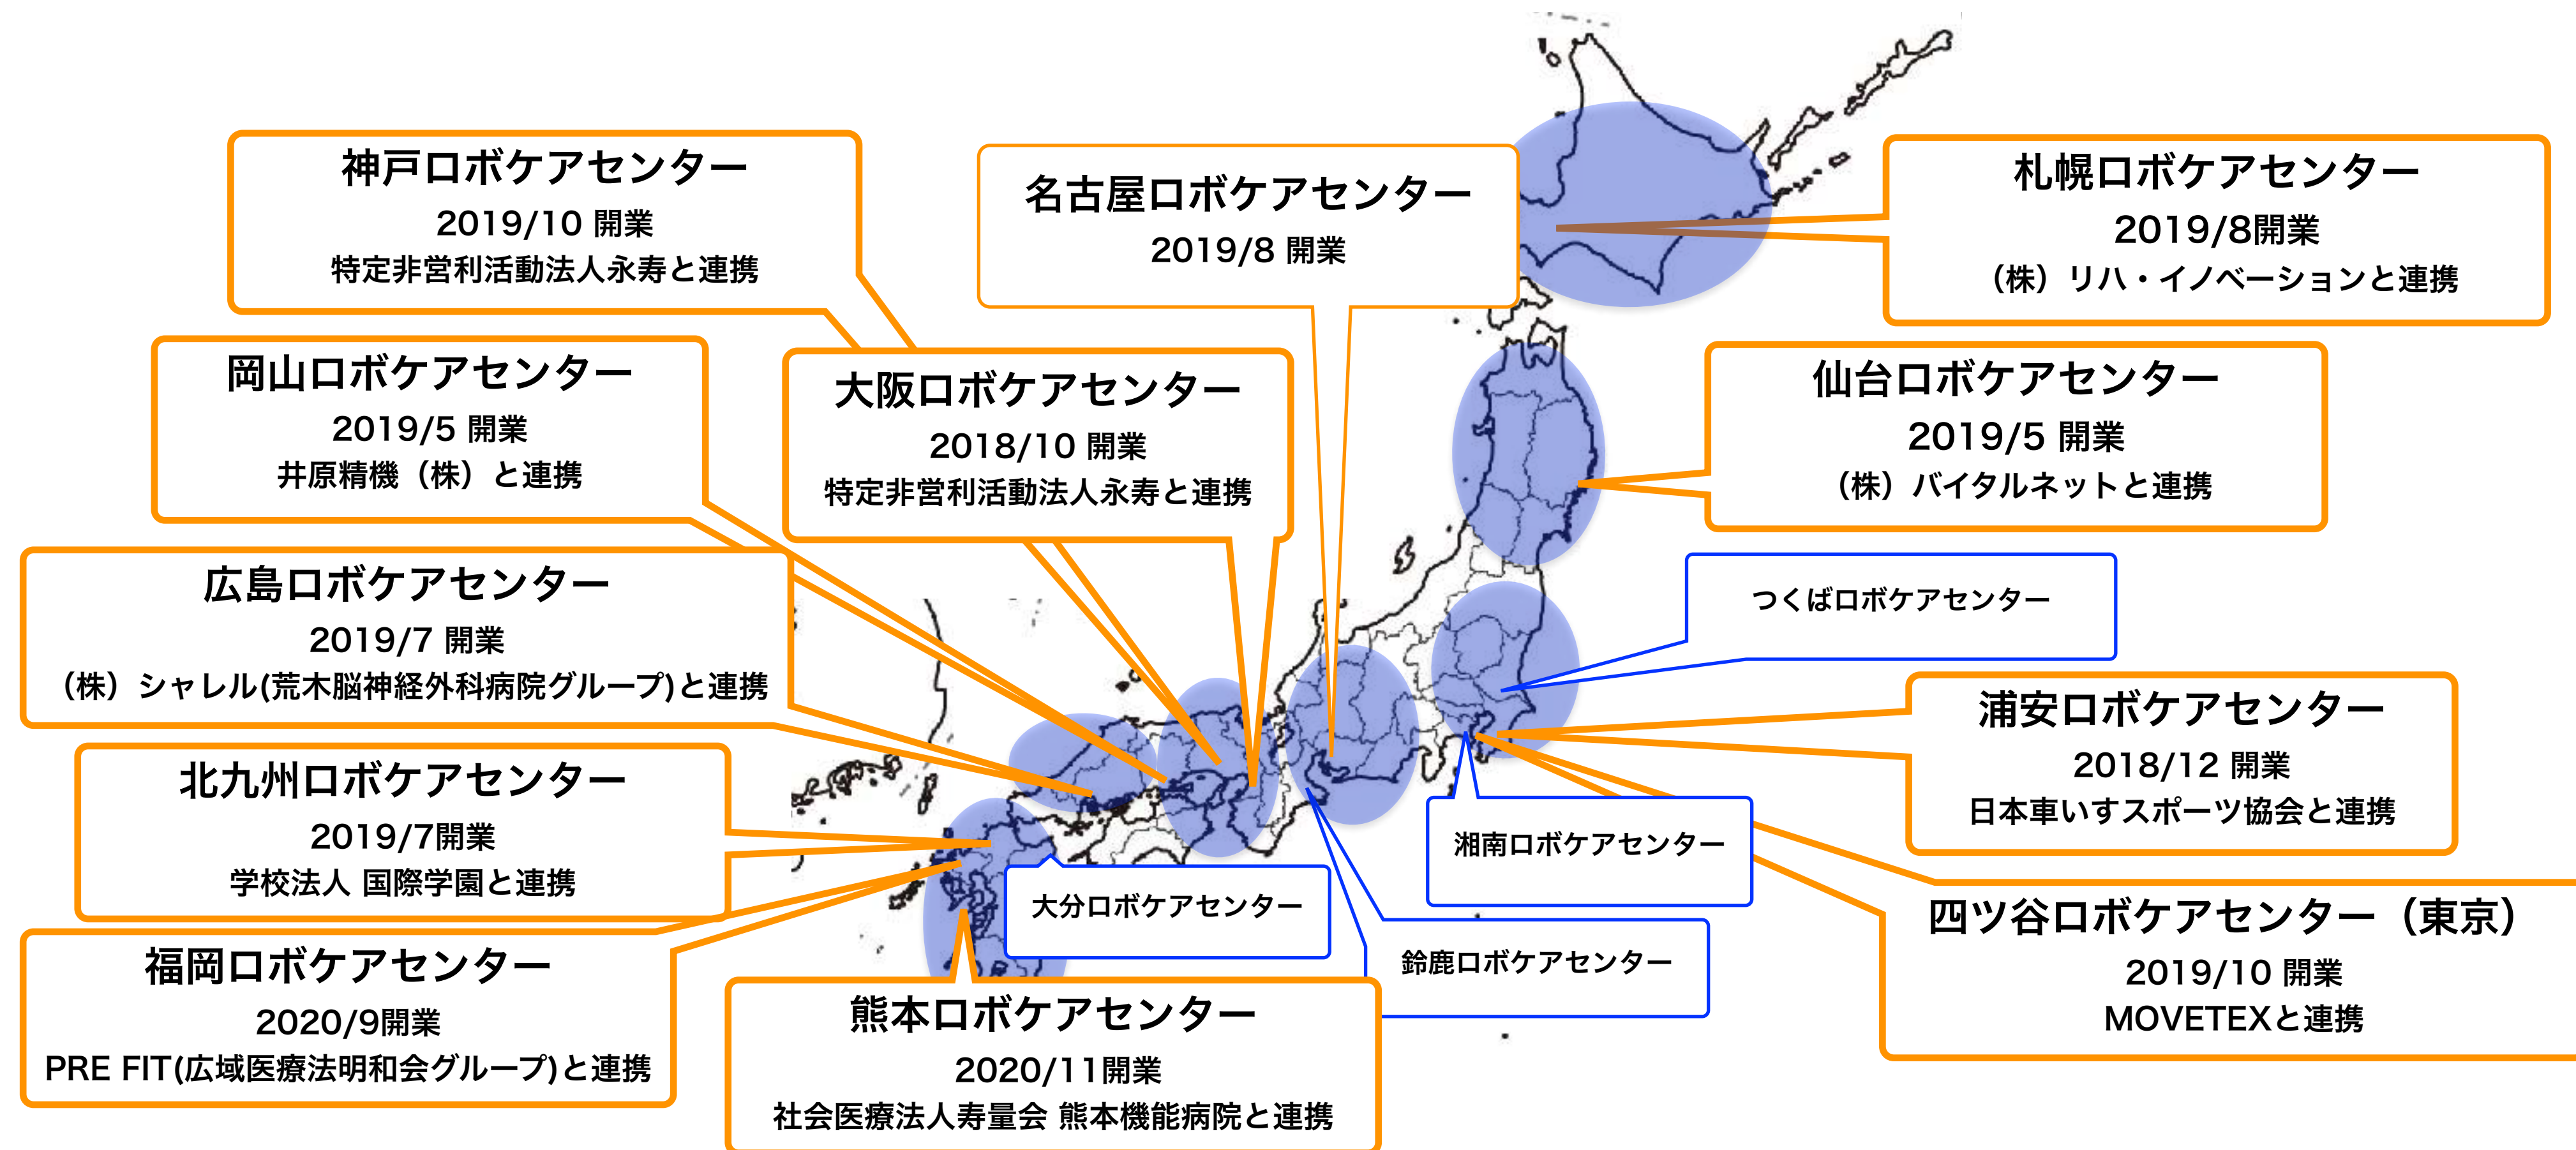 神戸ロボケアセンター
2019/10 開業
特定非営利活動法人永寿と連携
名古屋ロボケアセンター
2019/8 開業
札幌ロボケアセンター
2019/8開業
（株）リハ・イノベーションと連携
岡山ロボケアセンター
2019/5 開業
井原精機（株）と連携
大阪ロボケアセンター
2018/10 開業
特定非営利活動法人永寿と連携
仙台ロボケアセンター
2019/5 開業
（株）バイタルネットと連携
広島ロボケアセンター
2019/7 開業
（株）シャレル(荒木脳神経外科病院グループ)と連携
つくばロボケアセンター
浦安ロボケアセンター
2018/12 開業
日本車いすスポーツ協会と連携
北九州ロボケアセンター
2019/7開業
学校法人 国際学園と連携
湘南ロボケアセンター
大分ロボケアセンター
鈴鹿ロボケアセンター
四ツ谷ロボケアセンター（東京）
2019/10 開業
MOVETEXと連携
福岡ロボケアセンター
2020/9開業
PRE FIT(広域医療法明和会グループ)と連携
熊本ロボケアセンター
2020/11開業
社会医療法人寿量会 熊本機能病院と連携